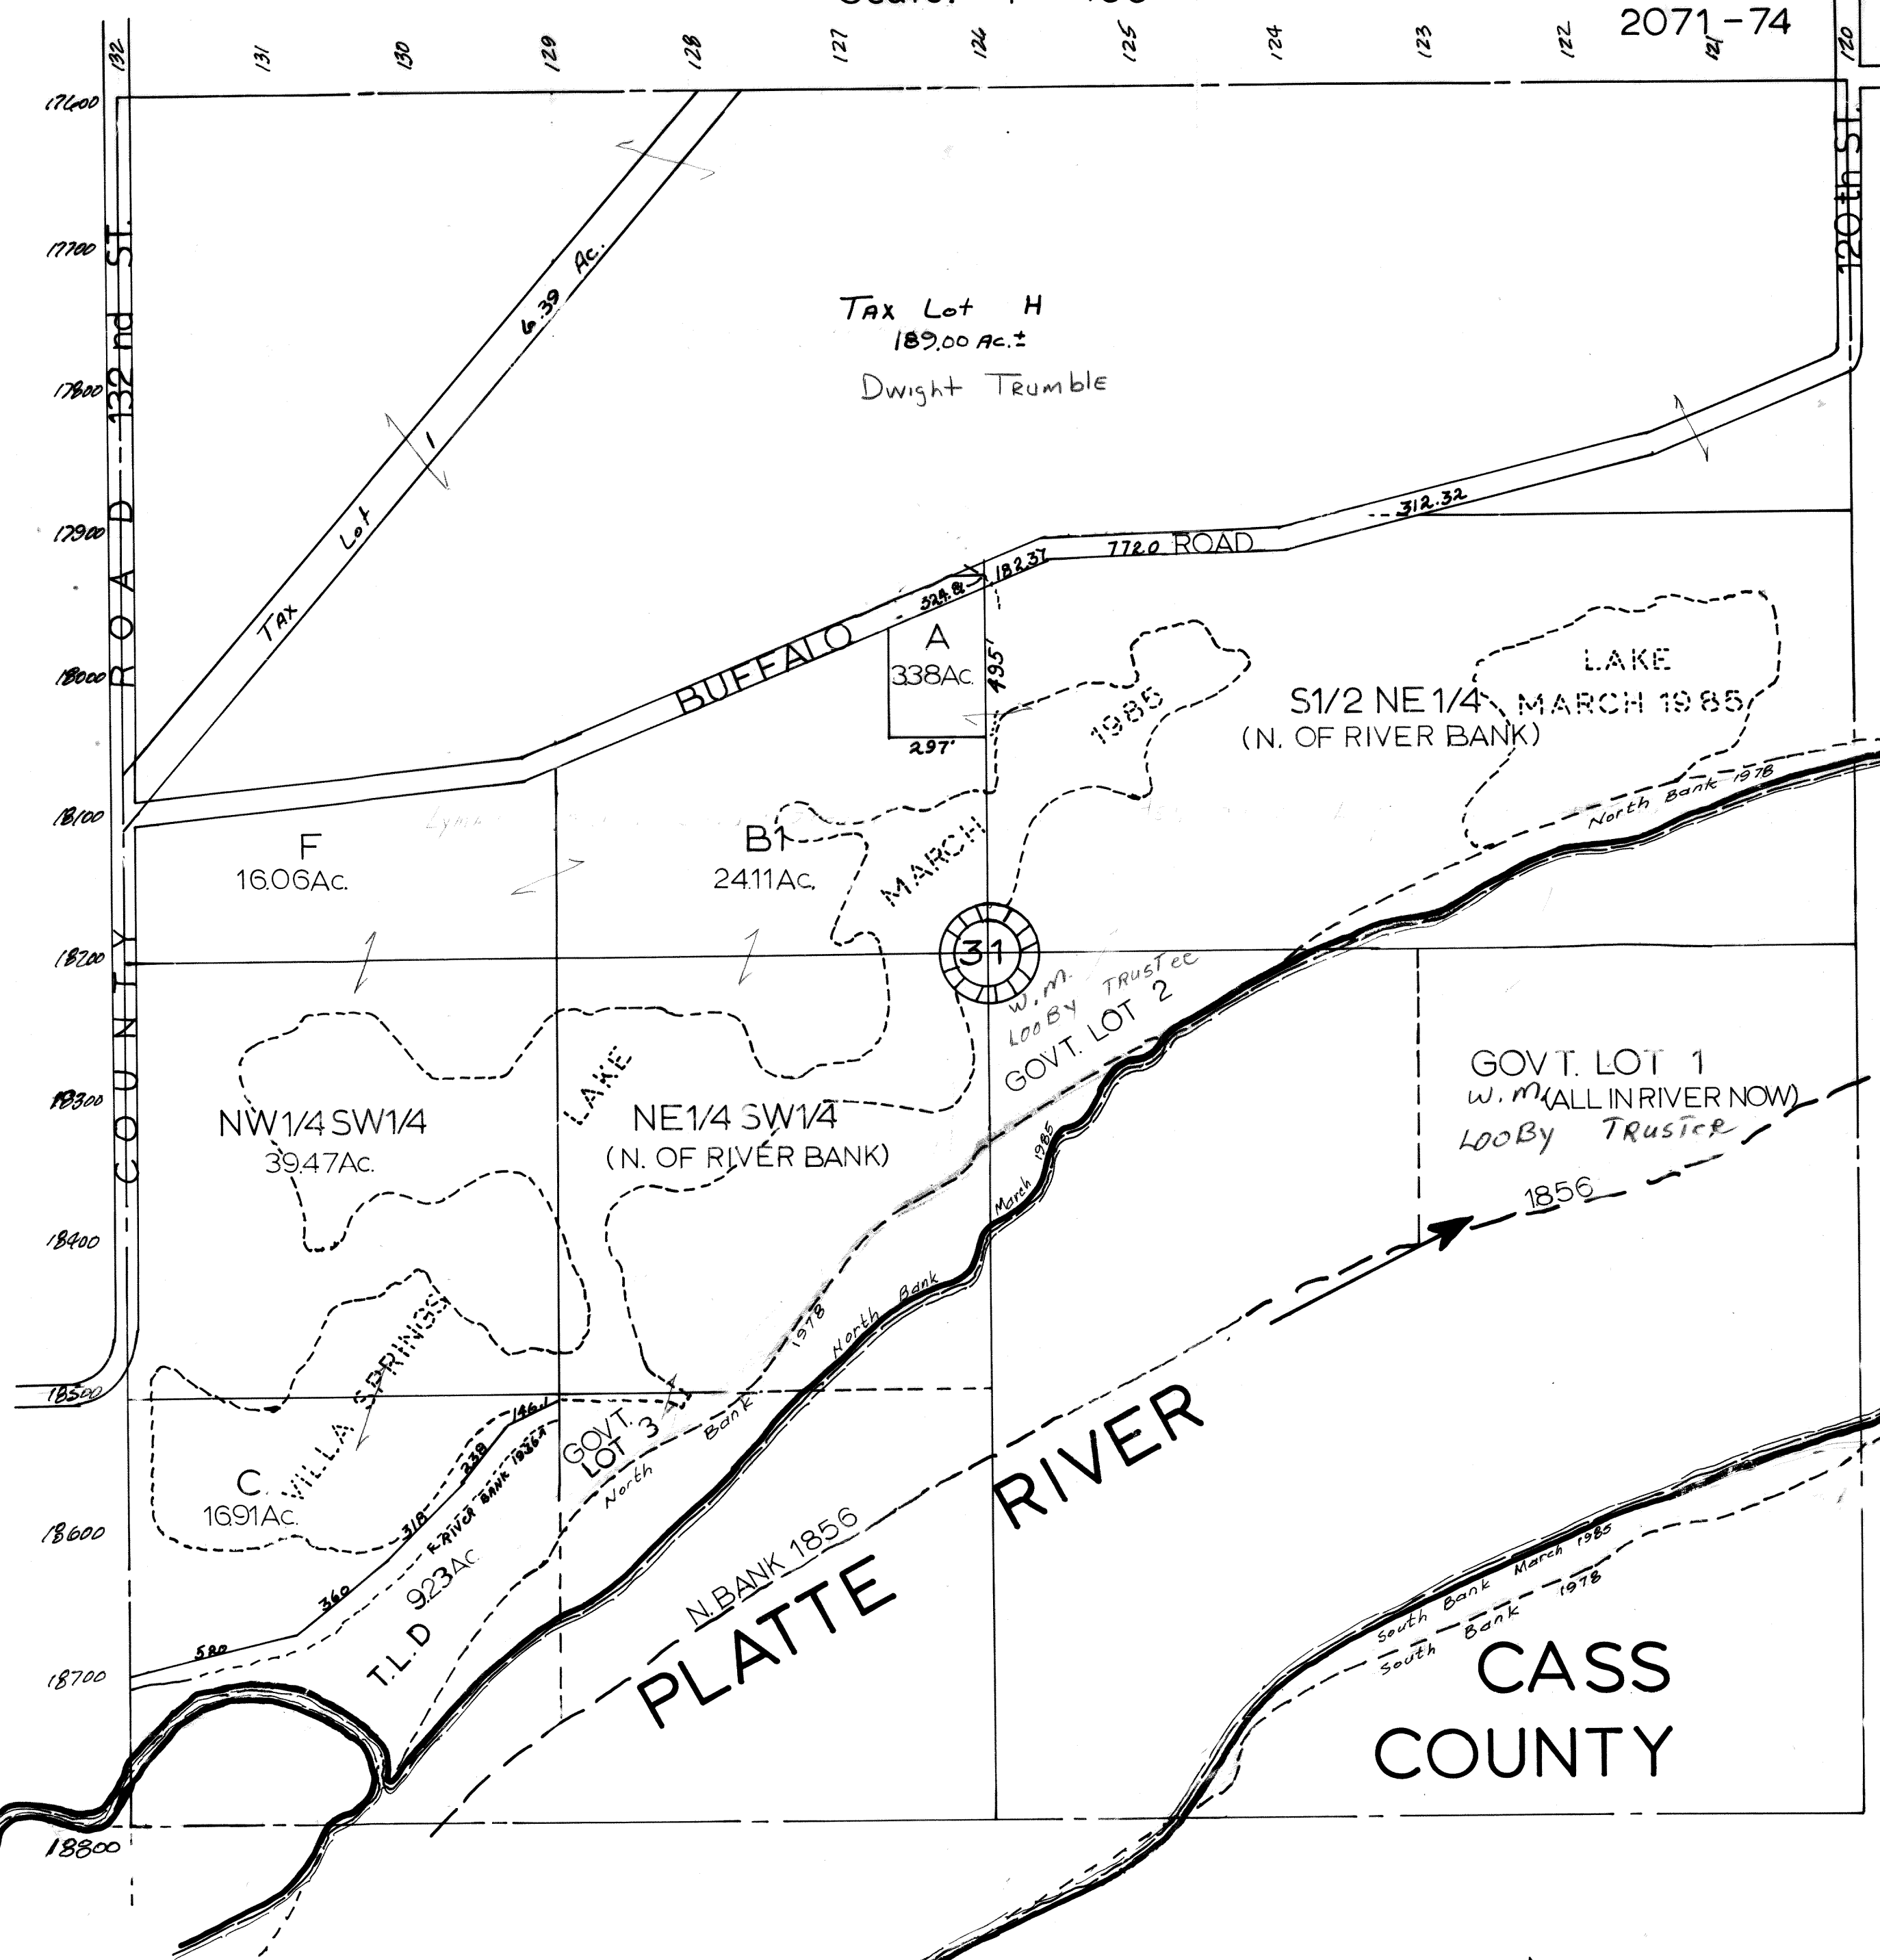 2071-74
132
131
130
129
128
127
126
125
124
123
122
121
120
17600
17700
17800
17900
18000
18100
18200
18300
18400
18500
18600
18700
18800
COUNTY ROAD 132 nd ST.
120th ST.
Tax Lot 1 6.39 Ac.
Tax Lot H
189.00 Ac.±
Dwight Trumble
312.32
772.0 ROAD
182.37
324.81
BUFFALO
A
3.38Ac.
495'
297'
1985
LAKE
MARCH 1985
S1/2 NE1/4
(N. OF RIVER BANK)
North Bank 1978
F
16.06Ac.
B1
24.11Ac.
MARCH
31
W.M.
LooBy TRusTee
GOVT. LOT 2
GOVT. LOT 1
W.M. (ALL IN RIVER NOW)
LooBy TRusTee
1856
NW1/4 SW1/4
39.47Ac.
LAKE
NE1/4 SW1/4
(N. OF RIVER BANK)
March 1985
North Bank
1978
VILLA SPRINGS
C
16.91Ac.
146.1
238
318
360
580
RIVER BANK
GOVT.
LOT 3
North Bank
9.23Ac.
T.L. D
N. BANK 1856
PLATTE RIVER
South Bank March 1985
South Bank 1978
CASS
COUNTY